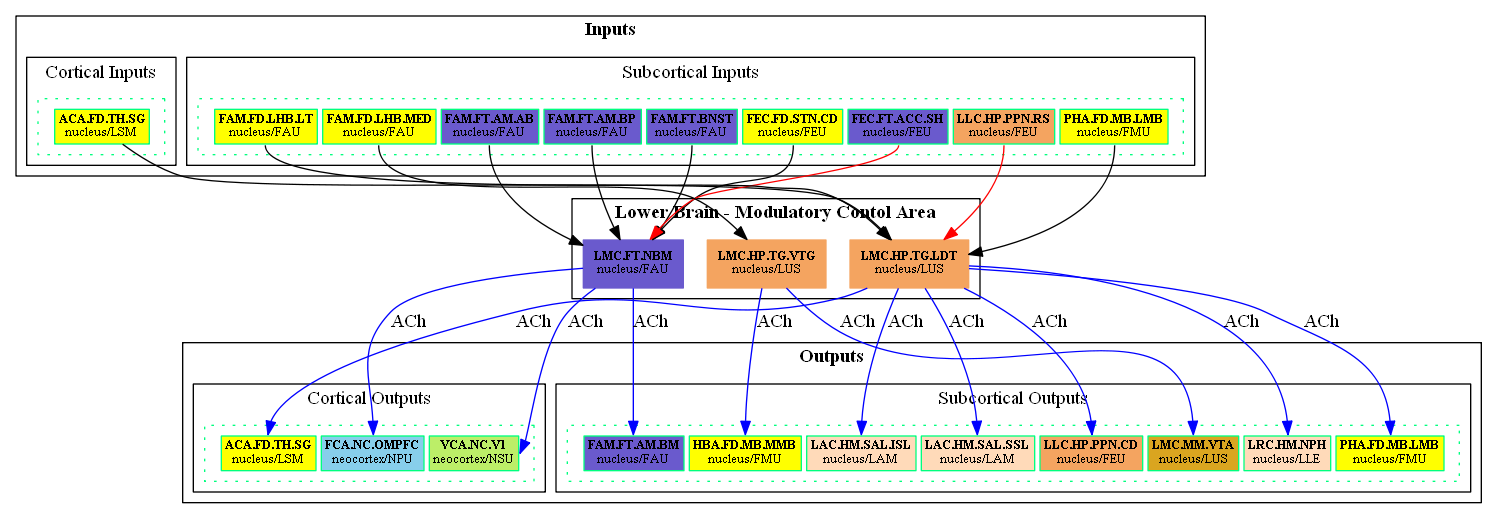 Inputs
Cortical Inputs
Subcortical Inputs
ACA.FD.TH.SG
nucleus/LSM
FAM.FD.LHB.LT
nucleus/FAU
FAM.FD.LHB.MED
nucleus/FAU
FAM.FT.AM.AB
nucleus/FAU
FAM.FT.AM.BP
nucleus/FAU
FAM.FT.BNST
nucleus/FAU
FEC.FD.STN.CD
nucleus/FEU
FEC.FT.ACC.SH
nucleus/FEU
LLC.HP.PPN.RS
nucleus/FEU
PHA.FD.MB.LMB
nucleus/FMU
Lower Brain - Modulatory Contol Area
LMC.FT.NBM
nucleus/FAU
LMC.HP.TG.VTG
nucleus/LUS
LMC.HP.TG.LDT
nucleus/LUS
ACh
ACh
ACh
ACh
ACh
ACh
ACh
ACh
ACh
ACh
ACh
Outputs
Cortical Outputs
Subcortical Outputs
ACA.FD.TH.SG
nucleus/LSM
FCA.NC.OMPFC
neocortex/NPU
VCA.NC.VI
neocortex/NSU
FAM.FT.AM.BM
nucleus/FAU
HBA.FD.MB.MMB
nucleus/FMU
LAC.HM.SAL.ISL
nucleus/LAM
LAC.HM.SAL.SSL
nucleus/LAM
LLC.HP.PPN.CD
nucleus/FEU
LMC.MM.VTA
nucleus/LUS
LRC.HM.NPH
nucleus/LLE
PHA.FD.MB.LMB
nucleus/FMU